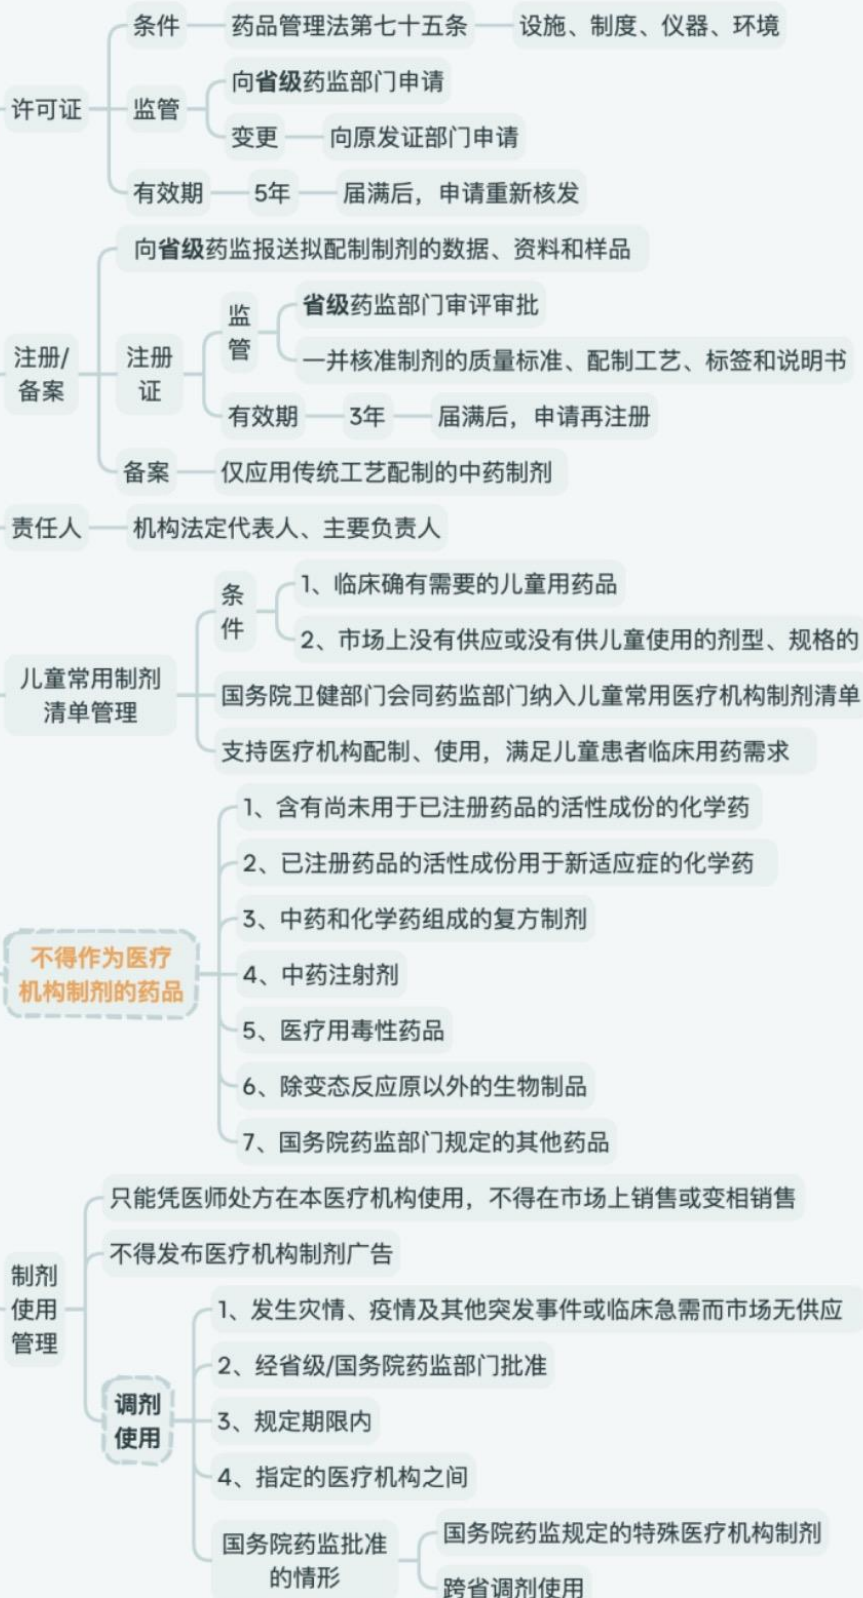 条件
药品管理法第七十五条
设施、制度、仪器、环境
许可证
监管
向省级药监部门申请
变更
向原发证部门申请
有效期
5年
届满后，申请重新核发
注册/
备案
向省级药监报送拟配制制剂的数据、资料和样品
注册
证
监
管
省级药监部门审评审批
一并核准制剂的质量标准、配制工艺、标签和说明书
有效期
3年
届满后，申请再注册
备案
仅应用传统工艺配制的中药制剂
责任人
机构法定代表人、主要负责人
儿童常用制剂
清单管理
条
件
1、临床确有需要的儿童用药品
2、市场上没有供应或没有供儿童使用的剂型、规格的
国务院卫健部门会同药监部门纳入儿童常用医疗机构制剂清单
支持医疗机构配制、使用，满足儿童患者临床用药需求
不得作为医疗
机构制剂的药品
1、含有尚未用于已注册药品的活性成份的化学药
2、已注册药品的活性成份用于新适应症的化学药
3、中药和化学药组成的复方制剂
4、中药注射剂
5、医疗用毒性药品
6、除变态反应原以外的生物制品
7、国务院药监部门规定的其他药品
制剂
使用
管理
只能凭医师处方在本医疗机构使用，不得在市场上销售或变相销售
不得发布医疗机构制剂广告
调剂
使用
1、发生灾情、疫情及其他突发事件或临床急需而市场无供应
2、经省级/国务院药监部门批准
3、规定期限内
4、指定的医疗机构之间
国务院药监批准
的情形
国务院药监规定的特殊医疗机构制剂
跨省调剂使用